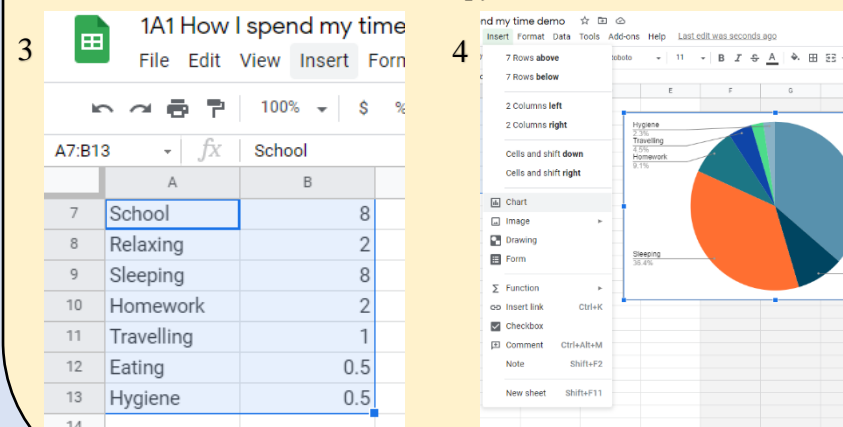 3
1A1 How I spend my time
File Edit View Insert Forn
100% $ %
A7:B13 fx School
A B
7 School 8
8 Relaxing 2
9 Sleeping 8
10 Homework 2
11 Travelling 1
12 Eating 0.5
13 Hygiene 0.5
14
4
nd my time demo
Insert Format Data Tools Add-ons Help Last edit was seconds ago
11 B I S A
7 Rows above
7 Rows below
2 Columns left
2 Columns right
Cells and shift down
Cells and shift right
Chart
Image
Drawing
Form
Σ Function
Insert link Ctrl+K
Checkbox
Comment Ctrl+Alt+M
Note Shift+F2
New sheet Shift+F11
E F G
Hygiene
2.3%
Travelling
4.5%
Homework
9.1%
Sleeping
36.4%